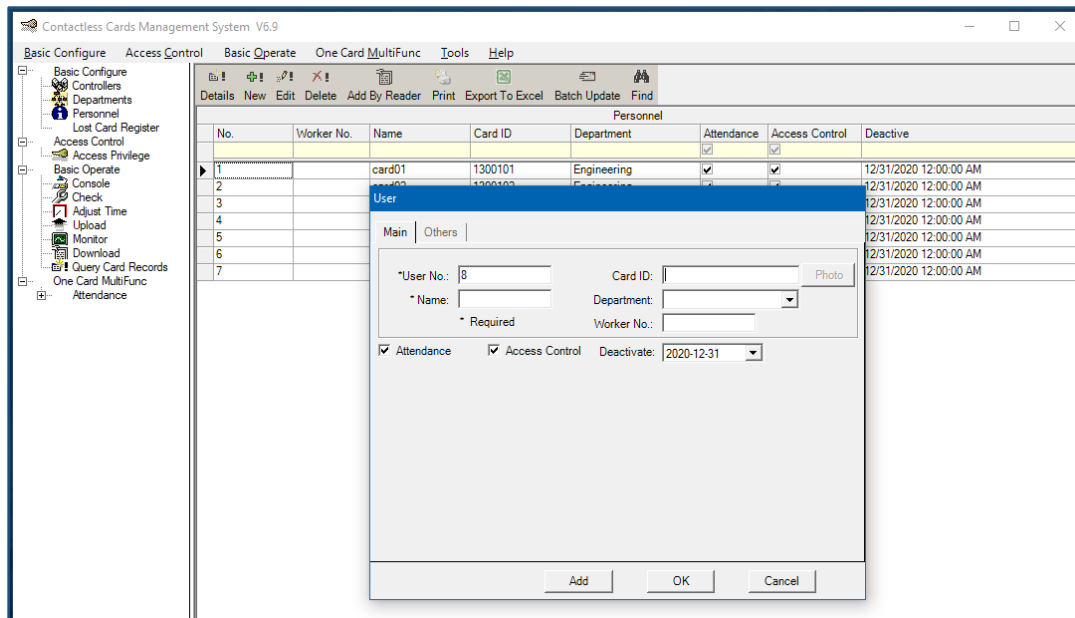 Contactless Cards Management System V6.9
Basic Configure Access Control Basic Operate One Card MultiFunc Tools Help
Basic Configure
Controllers
Departments
Personnel
Lost Card Register
Access Control
Access Privilege
Basic Operate
Console
Check
Adjust Time
Upload
Monitor
Download
Query Card Records
One Card MultiFunc
Attendance
Details New Edit Delete Add By Reader Print Export To Excel Batch Update Find
Personnel
No. Worker No. Name Card ID Department Attendance Access Control Deactive
1 card01 1300101 Engineering 12/31/2020 12:00:00 AM
2 12/31/2020 12:00:00 AM
3 12/31/2020 12:00:00 AM
4 12/31/2020 12:00:00 AM
5 12/31/2020 12:00:00 AM
6 12/31/2020 12:00:00 AM
7 12/31/2020 12:00:00 AM
User
Main Others
*User No.: 8 Card ID: Photo
* Name: Department:
* Required Worker No.:
Attendance Access Control Deactivate: 2020-12-31
Add OK Cancel